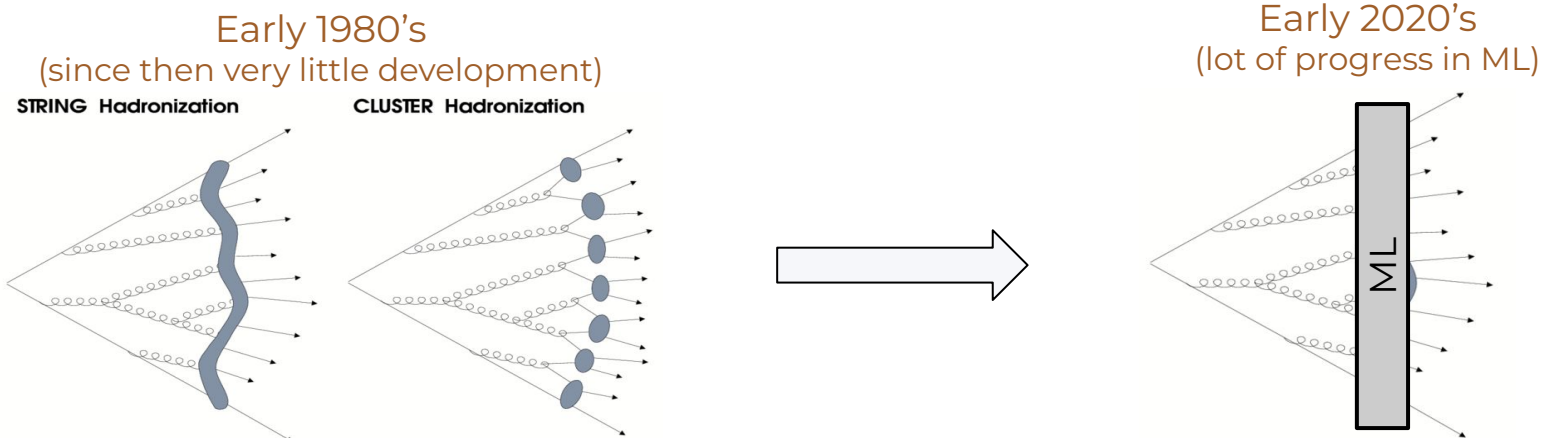 Early 1980's
(since then very little development)
STRING Hadronization
CLUSTER Hadronization
Early 2020's
(lot of progress in ML)
ML